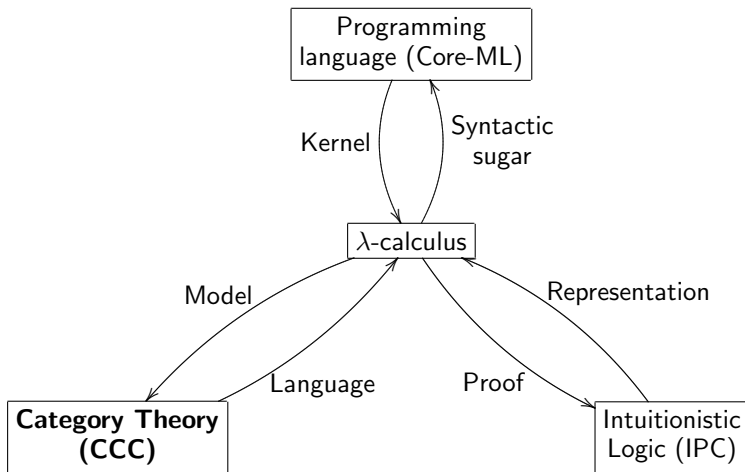 Programming
language (Core-ML)
Kernel
Syntactic
sugar
λ-calculus
Model
Representation
Language
Proof
Category Theory
(CCC)
Intuitionistic
Logic (IPC)